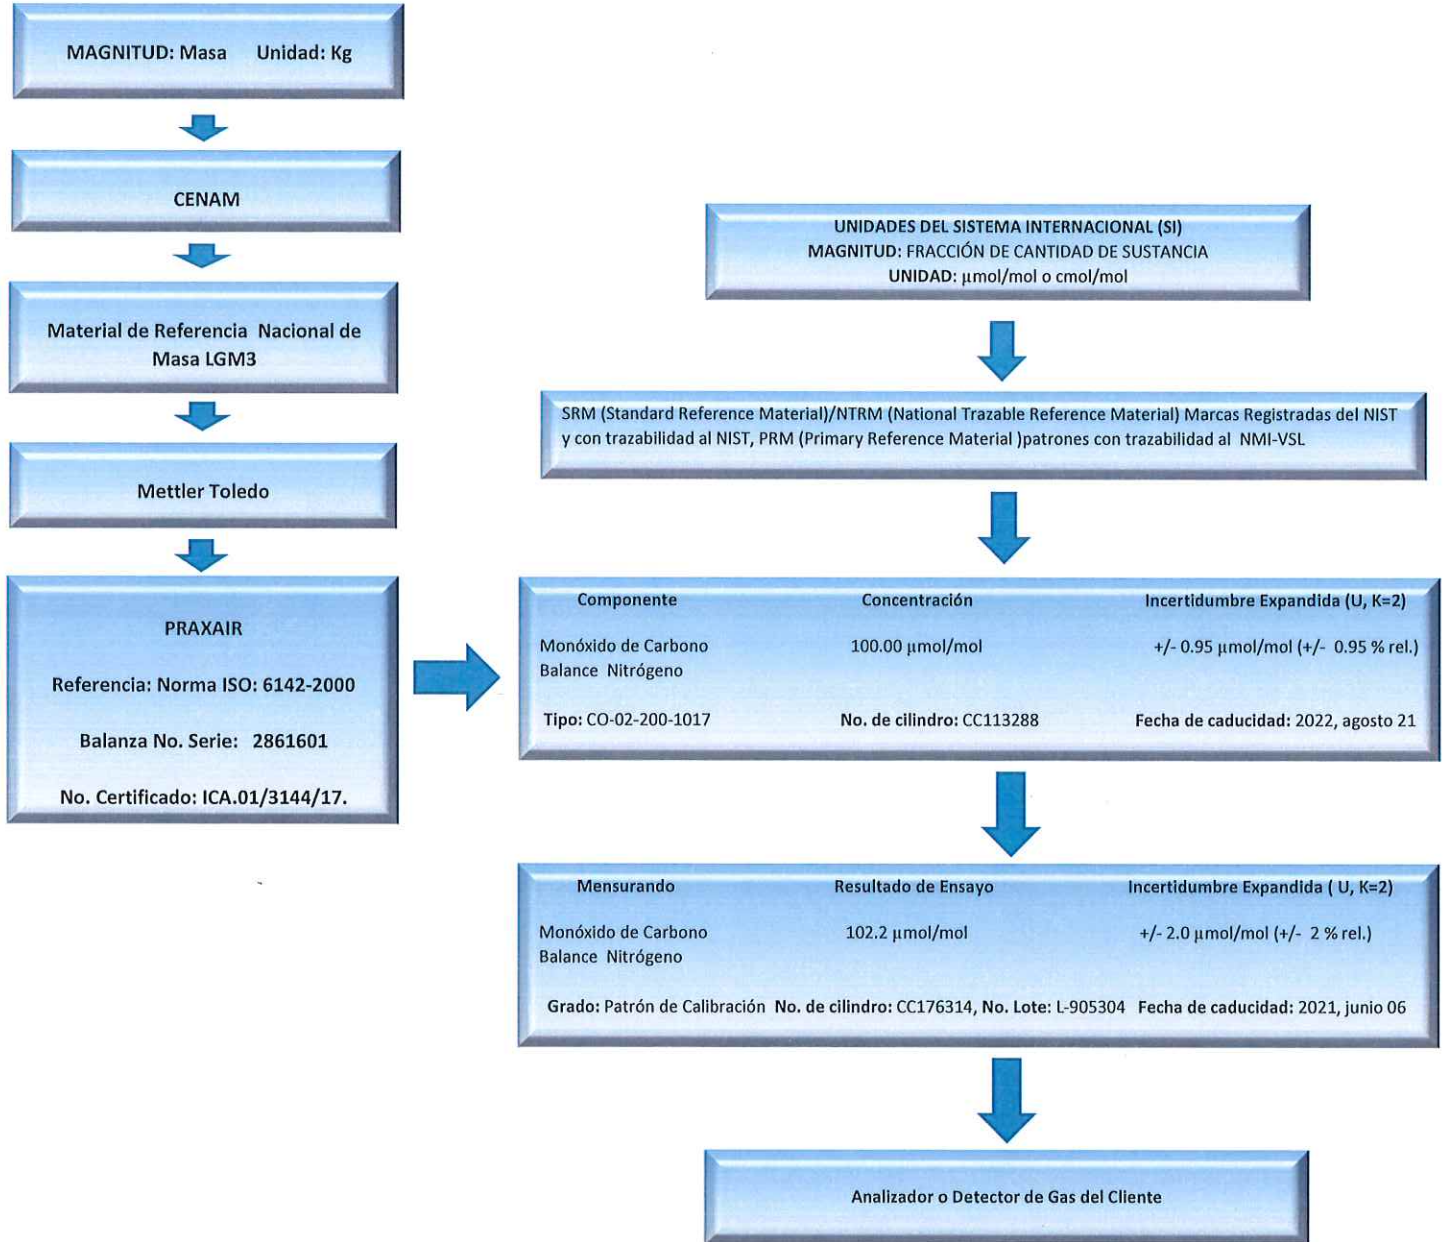 MAGNITUD: Masa Unidad: Kg
CENAM
Material de Referencia Nacional de
Masa LGM3
Mettler Toledo
PRAXAIR
Referencia: Norma ISO: 6142-2000
Balanza No. Serie: 2861601
No. Certificado: ICA.01/3144/17.
UNIDADES DEL SISTEMA INTERNACIONAL (SI)
MAGNITUD: FRACCIÓN DE CANTIDAD DE SUSTANCIA
UNIDAD: µmol/mol o cmol/mol
SRM (Standard Reference Material)/NTRM (National Trazable Reference Material) Marcas Registradas del NIST
y con trazabilidad al NIST, PRM (Primary Reference Material )patrones con trazabilidad al NMI-VSL
Componente Concentración Incertidumbre Expandida (U, K=2)
Monóxido de Carbono 100.00 µmol/mol +/- 0.95 µmol/mol (+/- 0.95 % rel.)
Balance Nitrógeno
Tipo: CO-02-200-1017 No. de cilindro: CC113288 Fecha de caducidad: 2022, agosto 21
Mensurando Resultado de Ensayo Incertidumbre Expandida ( U, K=2)
Monóxido de Carbono 102.2 µmol/mol +/- 2.0 µmol/mol (+/- 2 % rel.)
Balance Nitrógeno
Grado: Patrón de Calibración No. de cilindro: CC176314, No. Lote: L-905304 Fecha de caducidad: 2021, junio 06
Analizador o Detector de Gas del Cliente